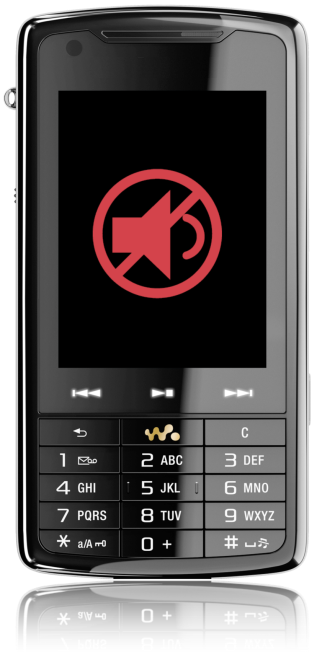 C
1
2 ABC
3 DEF
4 GHI
5 JKL
6 MNO
7 PQRS
8 TUV
9 WXYZ
* a/A
0 +
#